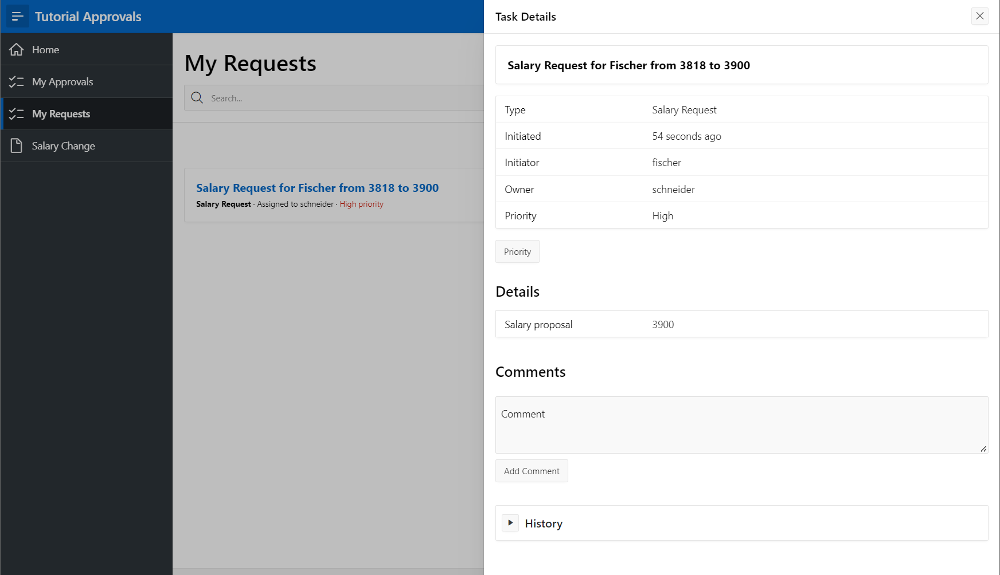 Tutorial Approvals
Home
My Approvals
My Requests
Salary Change
My Requests
Search...
Salary Request for Fischer from 3818 to 3900
Salary Request · Assigned to schneider · High priority
Task Details
Salary Request for Fischer from 3818 to 3900
Type Salary Request
Initiated 54 seconds ago
Initiator fischer
Owner schneider
Priority High
Priority
Details
Salary proposal 3900
Comments
Comment
Add Comment
History